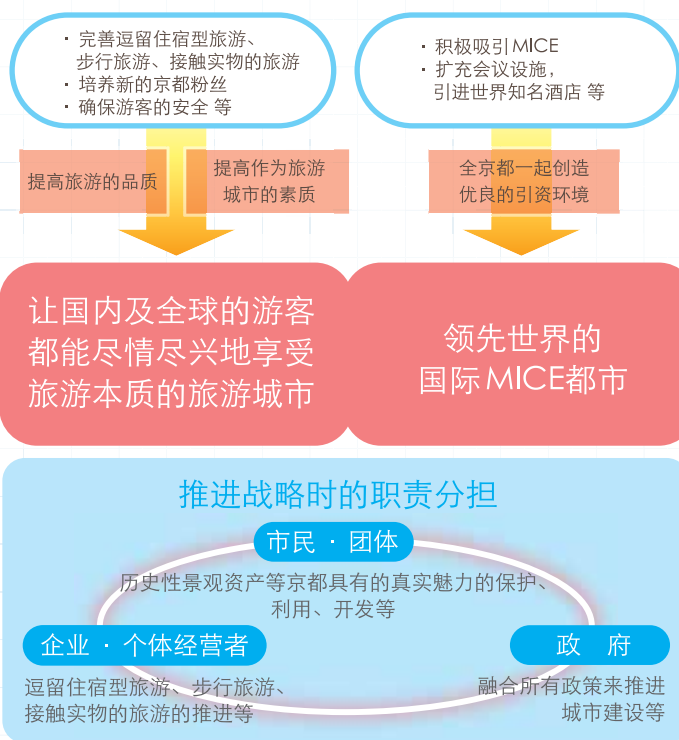 · 完善逗留住宿型旅游、
步行旅游、接触实物的旅游
· 培养新的京都粉丝
· 确保游客的安全 等
· 积极吸引MICE
· 扩充会议设施，
引进世界知名酒店 等
提高旅游的品质
提高作为旅游
城市的素质
全京都一起创造
优良的引资环境
让国内及全球的游客
都能尽情尽兴地享受
旅游本质的旅游城市
领先世界的
国际MICE都市
推进战略时的职责分担
市民 · 团体
历史性景观资产等京都具有的真实魅力的保护、
利用、开发等
企业 · 个体经营者
逗留住宿型旅游、步行旅游、
接触实物的旅游的推进等
政 府
融合所有政策来推进
城市建设等